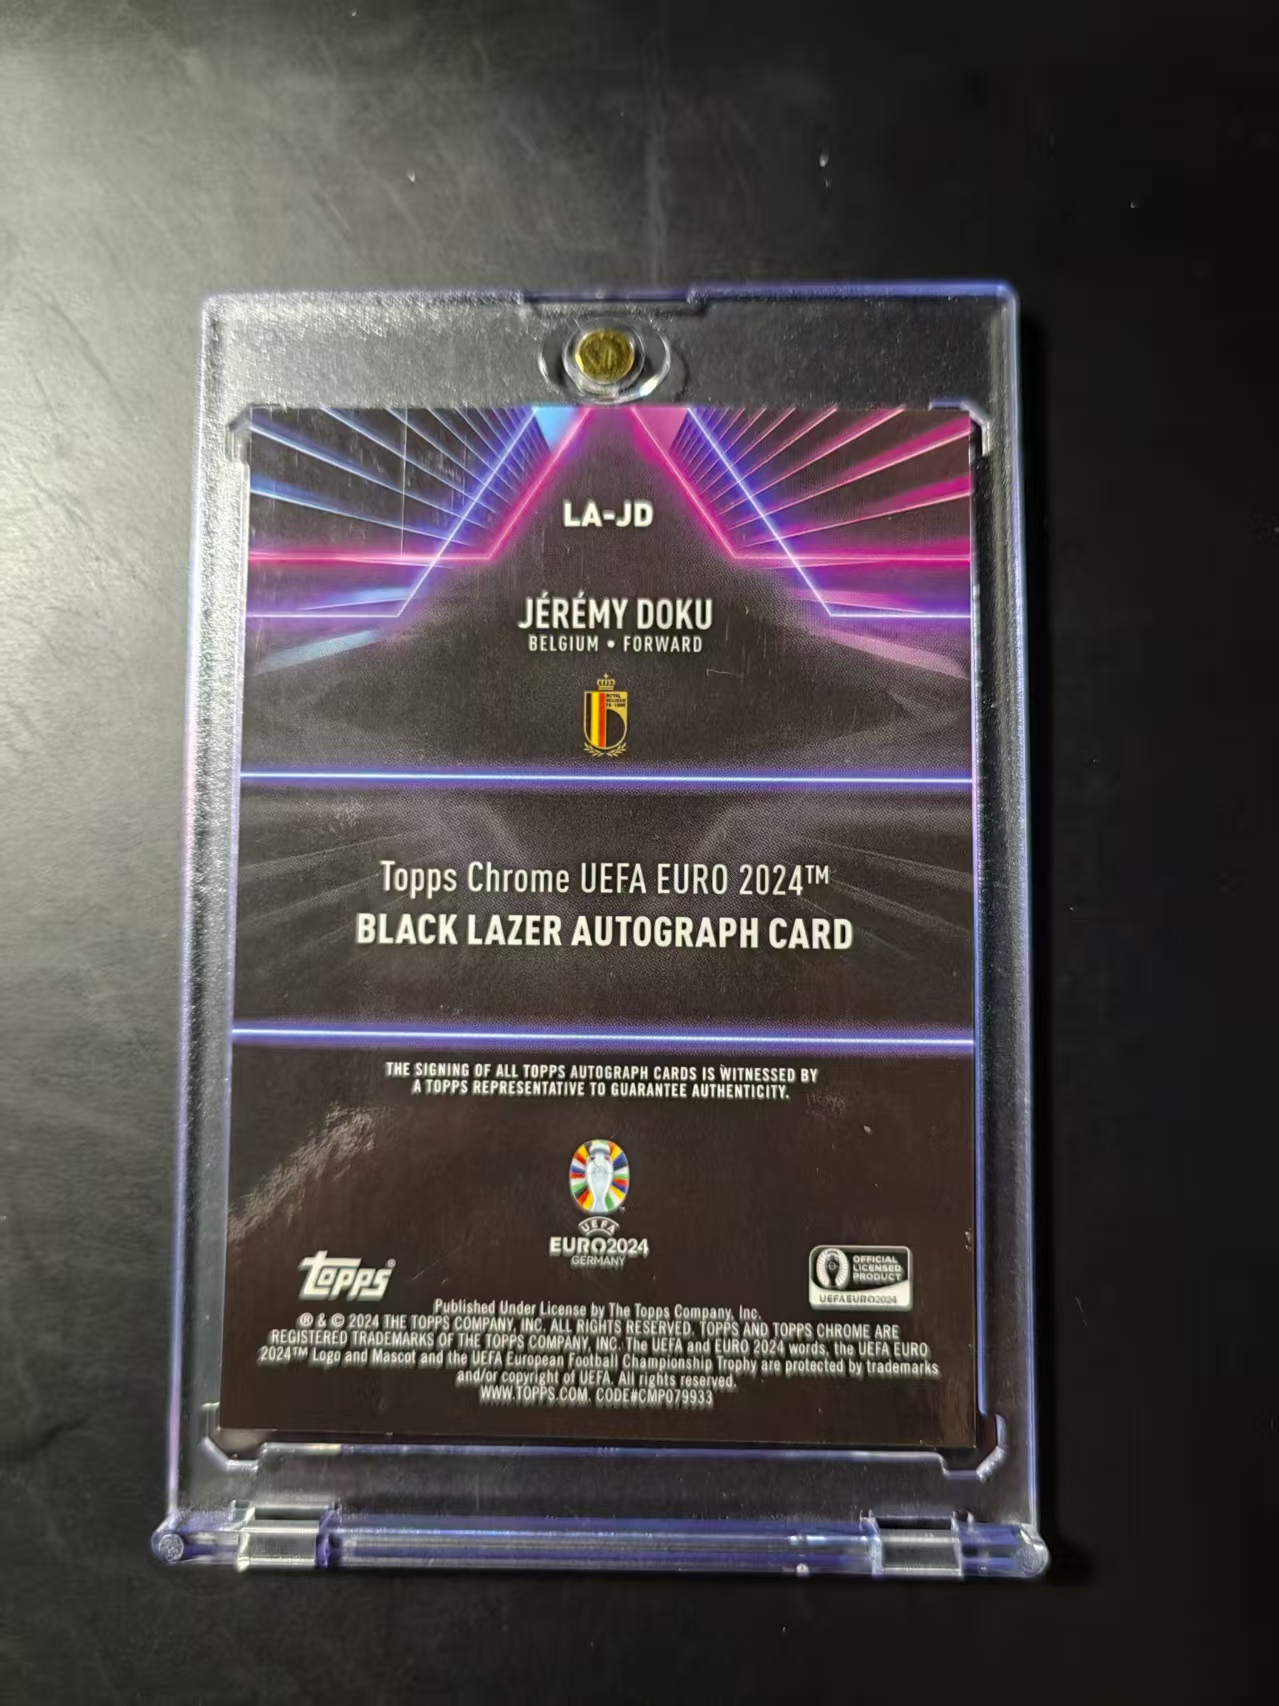 LA-JD
JÉRÉMY DOKU
BELGIUM • FORWARD
Topps Chrome UEFA EURO 2024™
BLACK LAZER AUTOGRAPH CARD
THE SIGNING OF ALL TOPPS AUTOGRAPH CARDS IS WITNESSED BY
A TOPPS REPRESENTATIVE TO GUARANTEE AUTHENTICITY.
UEFA
EURO2024
GERMANY
topps®
OFFICIAL
LICENSED
PRODUCT
UEFA EURO2024
Published Under License by The Topps Company, Inc.
® & © 2024 THE TOPPS COMPANY, INC. ALL RIGHTS RESERVED. TOPPS AND TOPPS CHROME ARE
REGISTERED TRADEMARKS OF THE TOPPS COMPANY, INC. The UEFA and EURO 2024 words, the UEFA EURO
2024™ Logo and Mascot and the UEFA European Football Championship Trophy are protected by trademarks
and/or copyright of UEFA. All rights reserved.
WWW.TOPPS.COM. CODE#CMP079933